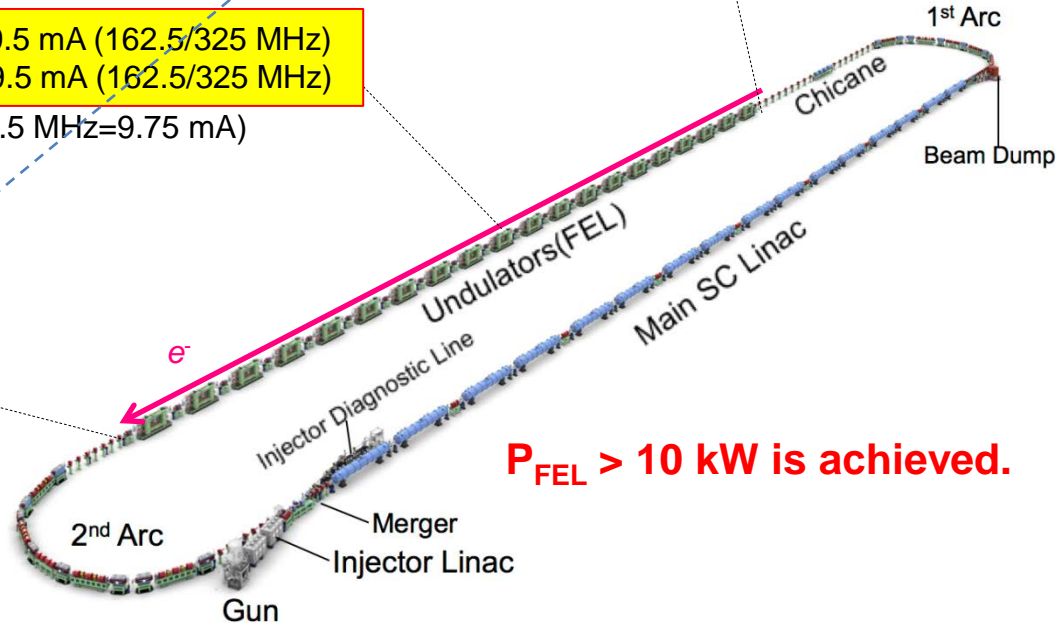 .5 mA (162.5/325 MHz)
9.5 mA (162.5/325 MHz)
.5 MHz=9.75 mA)
1st Arc
Chicane
Beam Dump
Undulators(FEL)
Main SC Linac
e-
Injector Diagnostic Line
PFEL > 10 kW is achieved.
2nd Arc
Merger
Injector Linac
Gun